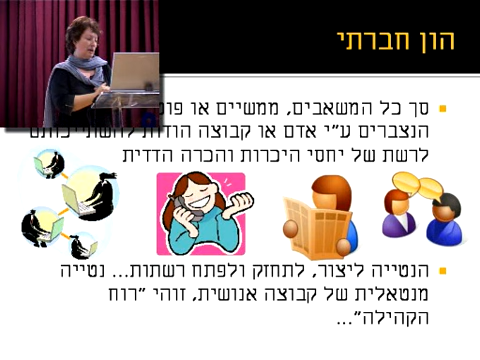 הון חברתי
סך כל המשאבים, ממשיים או
הנצברים ע"י אדם או קבוצה הודות
לרשת של יחסי היכרות והכרה הדדית
הנטייה ליצור, לתחזק ולפתח רשתות... נטייה
מנטאלית של קבוצה אנושית, זוהי "רוח
הקהילה"...